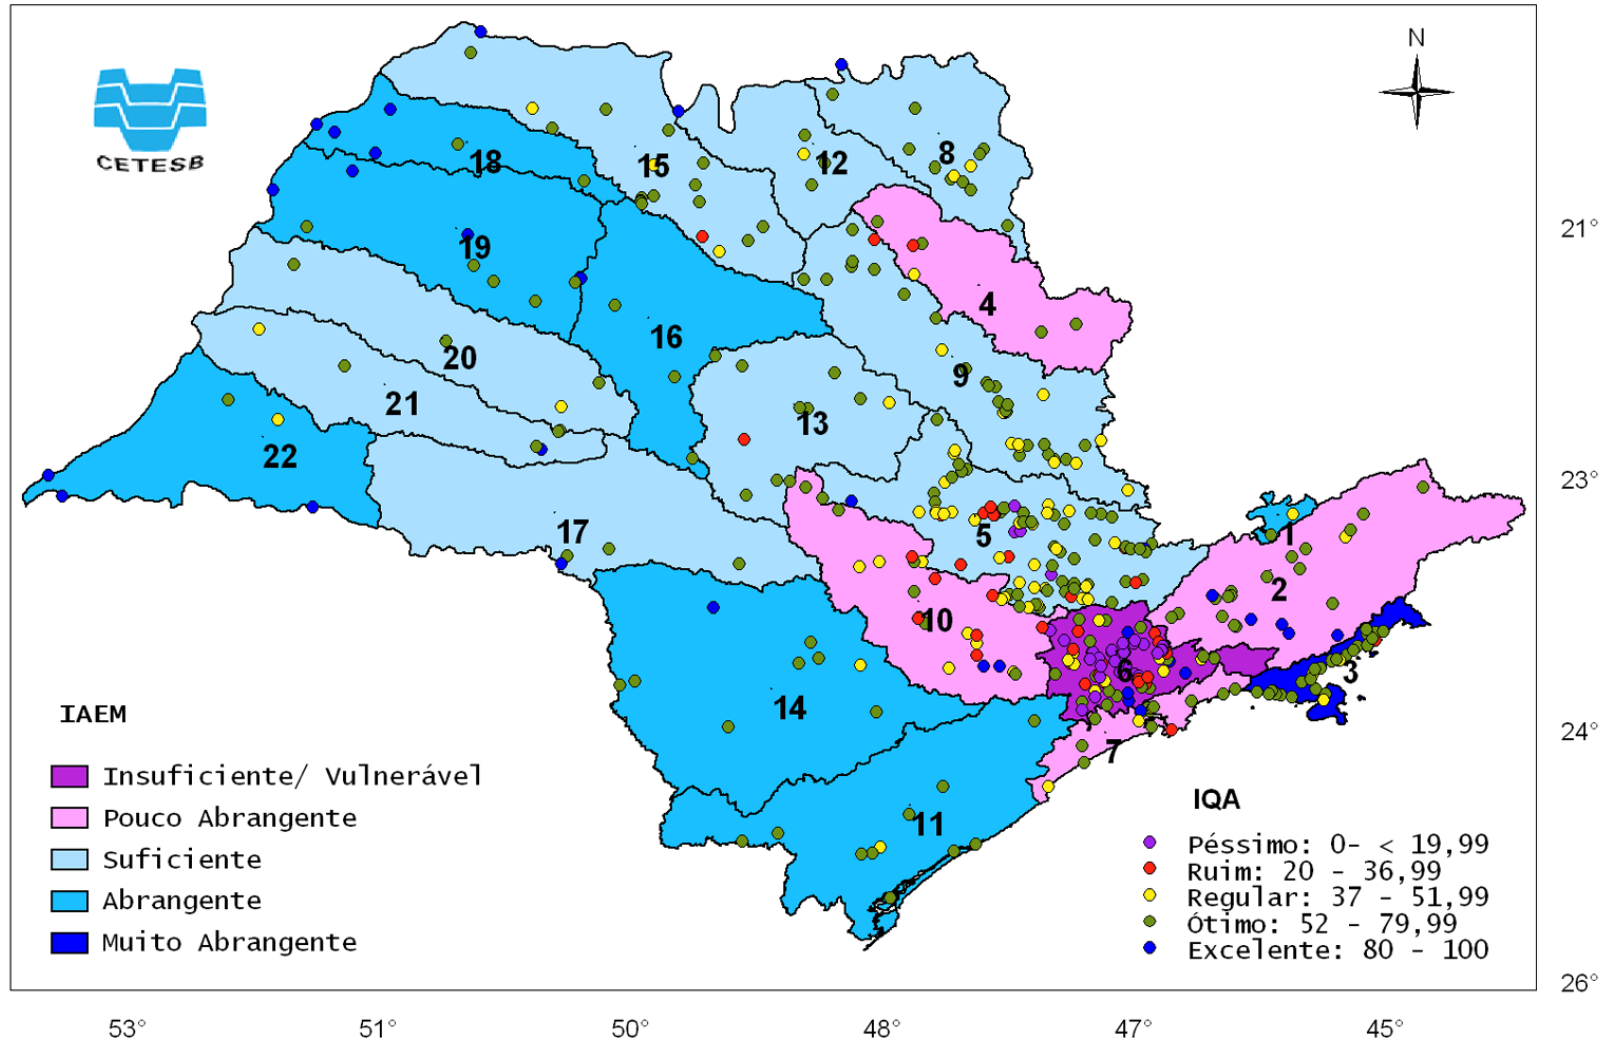 N
CETESB
18
15
12
8
21°
19
4
16
20
9
21
13
22
23°
17
5
1
2
10
6
3
14
24°
7
11
IAEM
Insuficiente/ Vulnerável
Pouco Abrangente
Suficiente
Abrangente
Muito Abrangente
IQA
Péssimo: 0- < 19,99
Ruim: 20 - 36,99
Regular: 37 - 51,99
Ótimo: 52 - 79,99
Excelente: 80 - 100
26°
53° 51° 50° 48° 47° 45°